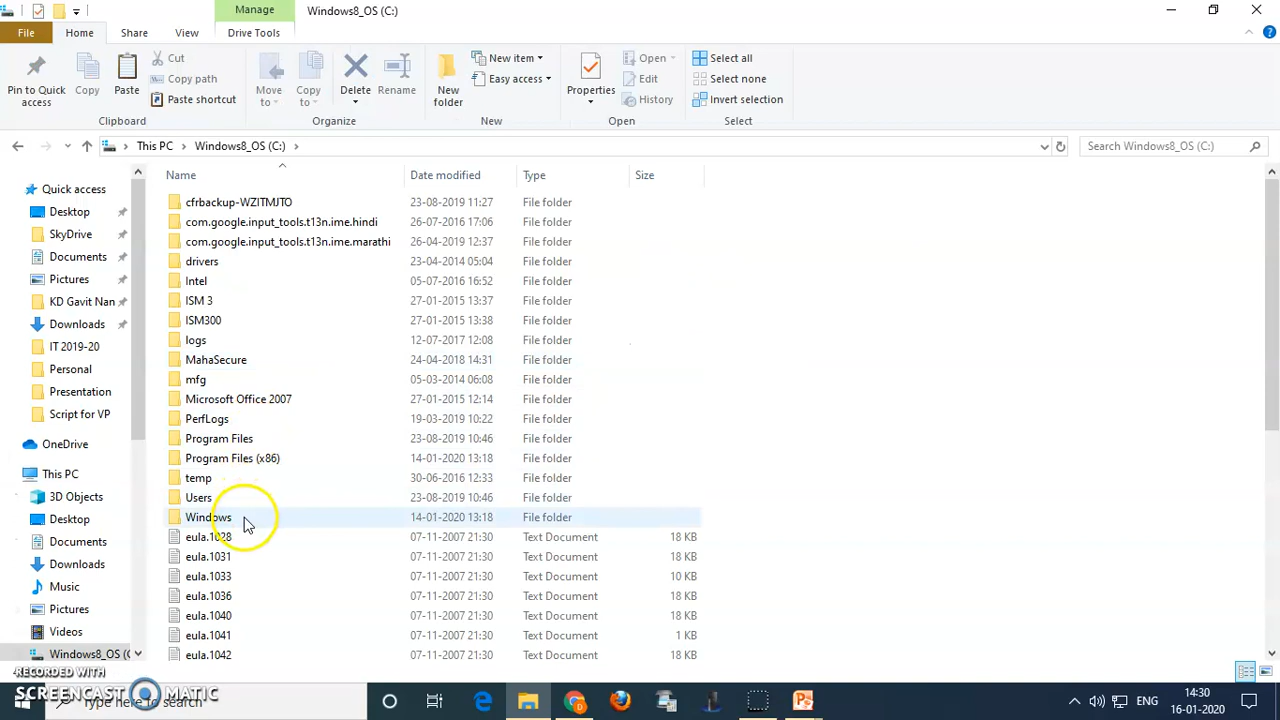 Manage
Windows8_OS (C:)
File
Home
Share
View
Drive Tools
Pin to Quick
access
Copy
Paste
Cut
Copy path
Paste shortcut
Clipboard
Move
to
Copy
to
Delete
Rename
Organize
New
folder
New item
Easy access
New
Properties
Open
Edit
History
Open
Select all
Select none
Invert selection
Select
This PC
Windows8_OS (C:)
Search Windows8_OS (C:)
Name Date modified Type Size
cfrbackup-WZITMJTO 23-08-2019 11:27 File folder
com.google.input_tools.t13n.ime.hindi 26-07-2016 17:06 File folder
com.google.input_tools.t13n.ime.marathi 26-04-2019 12:37 File folder
drivers 23-04-2014 05:04 File folder
Intel 05-07-2016 16:52 File folder
ISM 3 27-01-2015 13:37 File folder
ISM300 27-01-2015 13:38 File folder
logs 12-07-2017 12:08 File folder
MahaSecure 24-04-2018 14:31 File folder
mfg 05-03-2014 06:08 File folder
Microsoft Office 2007 27-01-2015 12:14 File folder
PerfLogs 19-03-2019 10:22 File folder
Program Files 23-08-2019 10:46 File folder
Program Files (x86) 14-01-2020 13:18 File folder
temp 30-06-2016 12:33 File folder
Users 23-08-2019 10:46 File folder
Windows 14-01-2020 13:18 File folder
eula.1028 07-11-2007 21:30 Text Document 18 KB
eula.1031 07-11-2007 21:30 Text Document 18 KB
eula.1033 07-11-2007 21:30 Text Document 10 KB
eula.1036 07-11-2007 21:30 Text Document 18 KB
eula.1040 07-11-2007 21:30 Text Document 18 KB
eula.1041 07-11-2007 21:30 Text Document 1 KB
eula.1042 07-11-2007 21:30 Text Document 18 KB
Quick access
Desktop
SkyDrive
Documents
Pictures
KD Gavit Nan
Downloads
IT 2019-20
Personal
Presentation
Script for VP
OneDrive
This PC
3D Objects
Desktop
Documents
Downloads
Music
Pictures
Videos
Windows8_OS (C
RECORDED WITH
SCREENCAST MATIC
Type here to search
ENG
14:30
16-01-2020